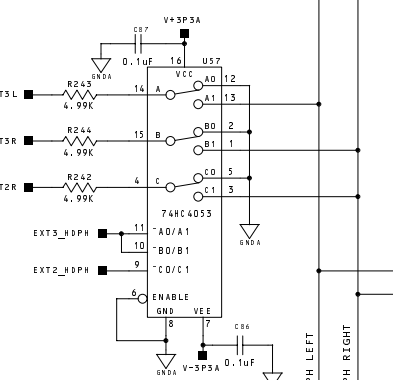 V+3P3A
C87
0.1uF
GNDA
16
U57
VCC
T3L
R243
4.99K
14
A
A0
12
A1
13
T3R
R244
4.99K
15
B
B0
2
B1
1
T2R
R242
4.99K
4
C
C0
5
C1
3
74HC4053
GNDA
EXT3_HDPH
11
~A0/A1
10
~B0/B1
EXT2_HDPH
9
~C0/C1
6
ENABLE
GND
VEE
8
7
C86
0.1uF
GNDA
V-3P3A
PH LEFT
PH RIGHT